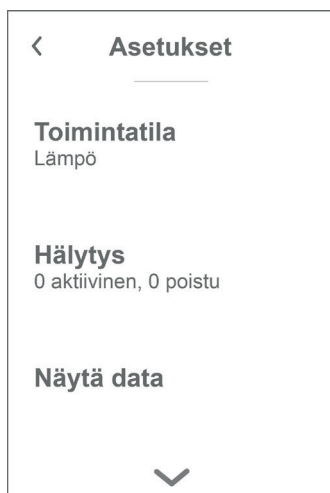 Asetukset
Toimintatila
Lämpö
Hälytys
0 aktiivinen, 0 poistu
Näytä data